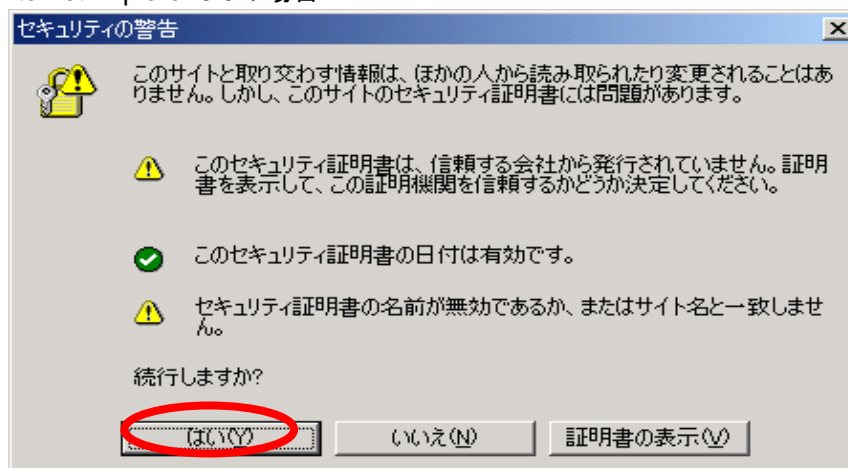 セキュリティの警告
このサイトと取り交わす情報は、ほかの人から読み取られたり変更されることはあ
りません。しかし、このサイトのセキュリティ証明書には問題があります。
このセキュリティ証明書は、信頼する会社から発行されていません。証明
書を表示して、この証明機関を信頼するかどうか決定してください。
このセキュリティ証明書の日付は有効です。
セキュリティ証明書の名前が無効であるか、またはサイト名と一致しませ
ん。
続行しますか?
はい(Y)
いいえ(N)
証明書の表示(V)